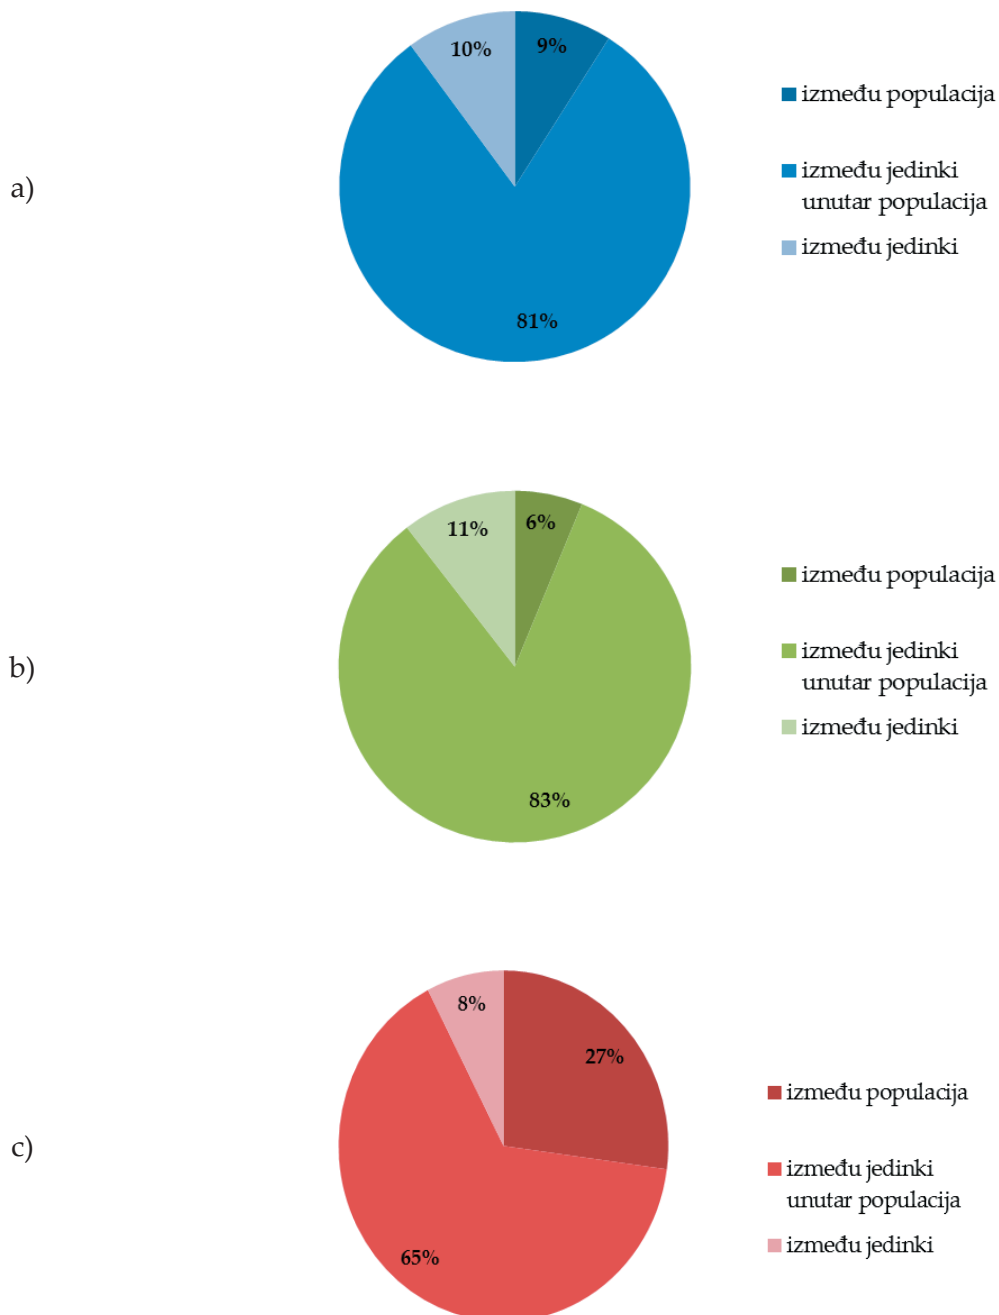 10%
9%
između populacija
između jedinki
unutar populacija
između jedinki
a)
81%
11%
6%
između populacija
između jedinki
unutar populacija
između jedinki
b)
83%
8%
27%
između populacija
između jedinki
unutar populacija
između jedinki
c)
65%